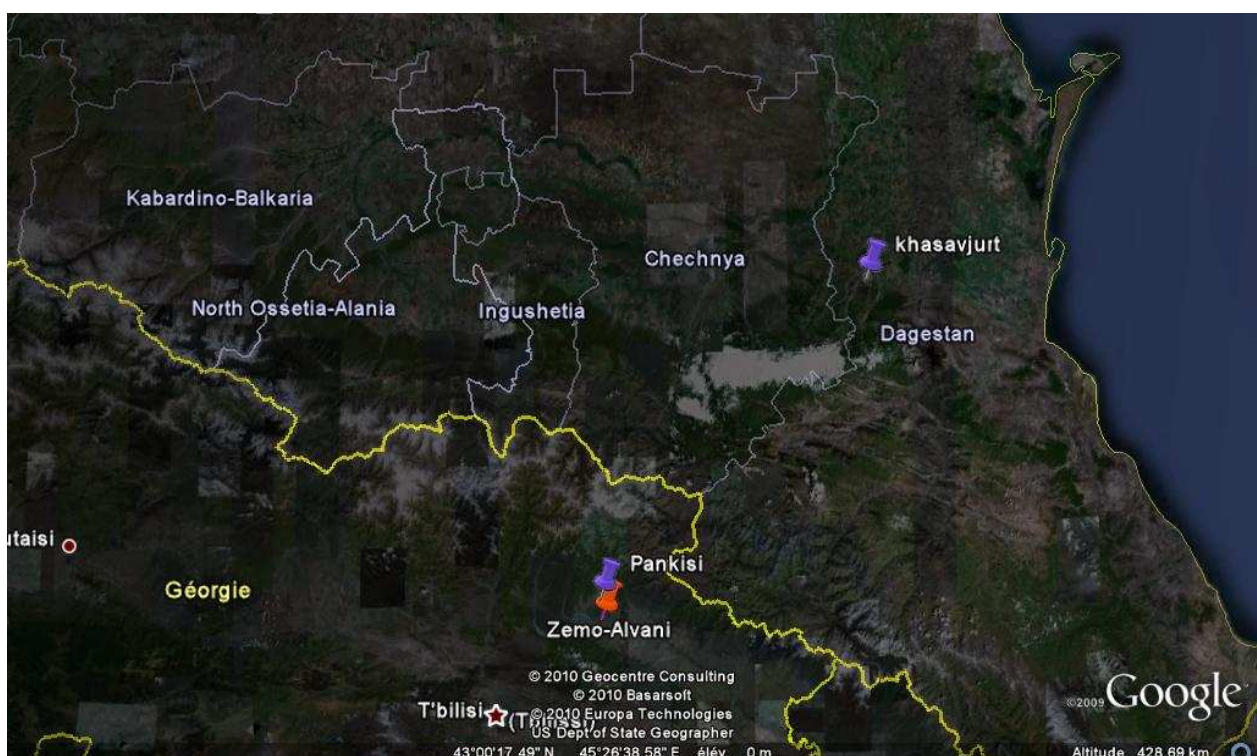 Kabardino-Balkaria
khasavjurt
Chechnya
North Ossetia-Alania
Ingushetia
Dagestan
utaisi
Pankisi
Géorgie
Zemo-Alvani
© 2010 Geocentre Consulting
© 2010 Basarsoft
T'bilisi
© 2010 Europa Technologies
US Dept of State Geographer
©2009 Google
43°00'17.49" N 45°26'38.58" E élév. 0 m
Altitude 428.69 km